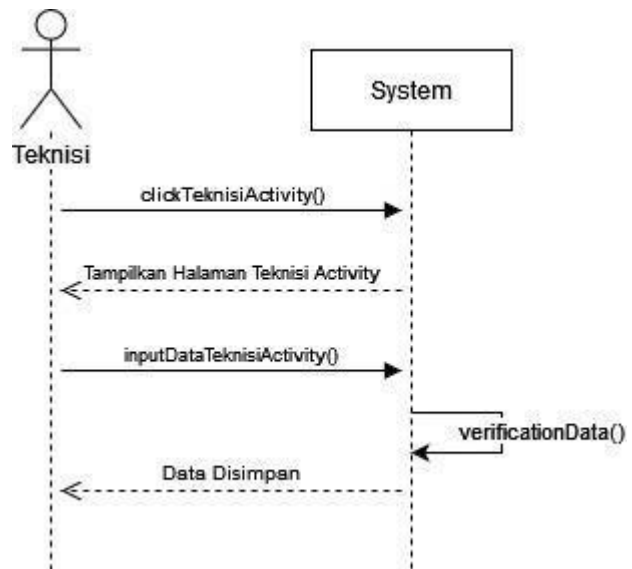 System
Teknisi
clickTeknisiActivity()
Tampilkan Halaman Teknisi Activity
inputDataTeknisiActivity()
verificationData()
Data Disimpan